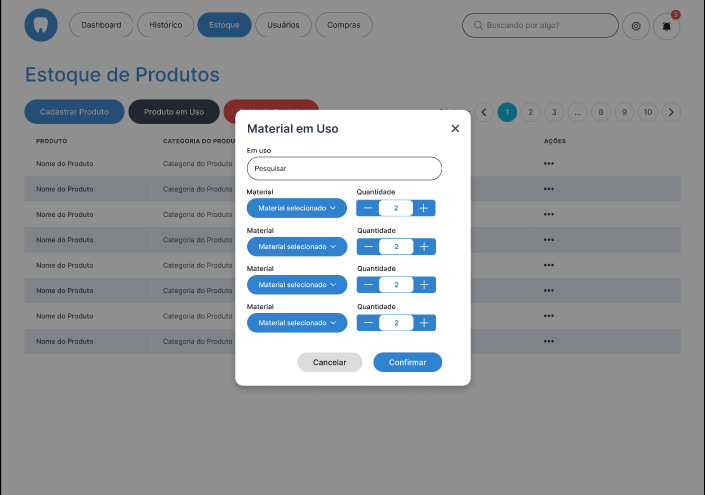 Dashboard Histórico Estoque Usuários Compras Buscando por algo? 3
Estoque de Produtos
Cadastrar Produto Produto em Uso
1 2 3 ... 8 9 10
Material em Uso
PRODUTO CATEGORIA DO PRODU AÇÕES
Em uso
Nome do Produto Categoria do Produto
Pesquisar
Nome do Produto Categoria do Produto
Material Quantidade
Material selecionado 2
Nome do Produto Categoria do Produto
Material Quantidade
Nome do Produto Categoria do Produto
Material selecionado 2
Nome do Produto Categoria do Produto
Material Quantidade
Material selecionado 2
Nome do Produto Categoria do Produto
Material Quantidade
Nome do Produto Categoria do Produto
Material selecionado 2
Nome do Produto Categoria do Produto
Cancelar Confirmar